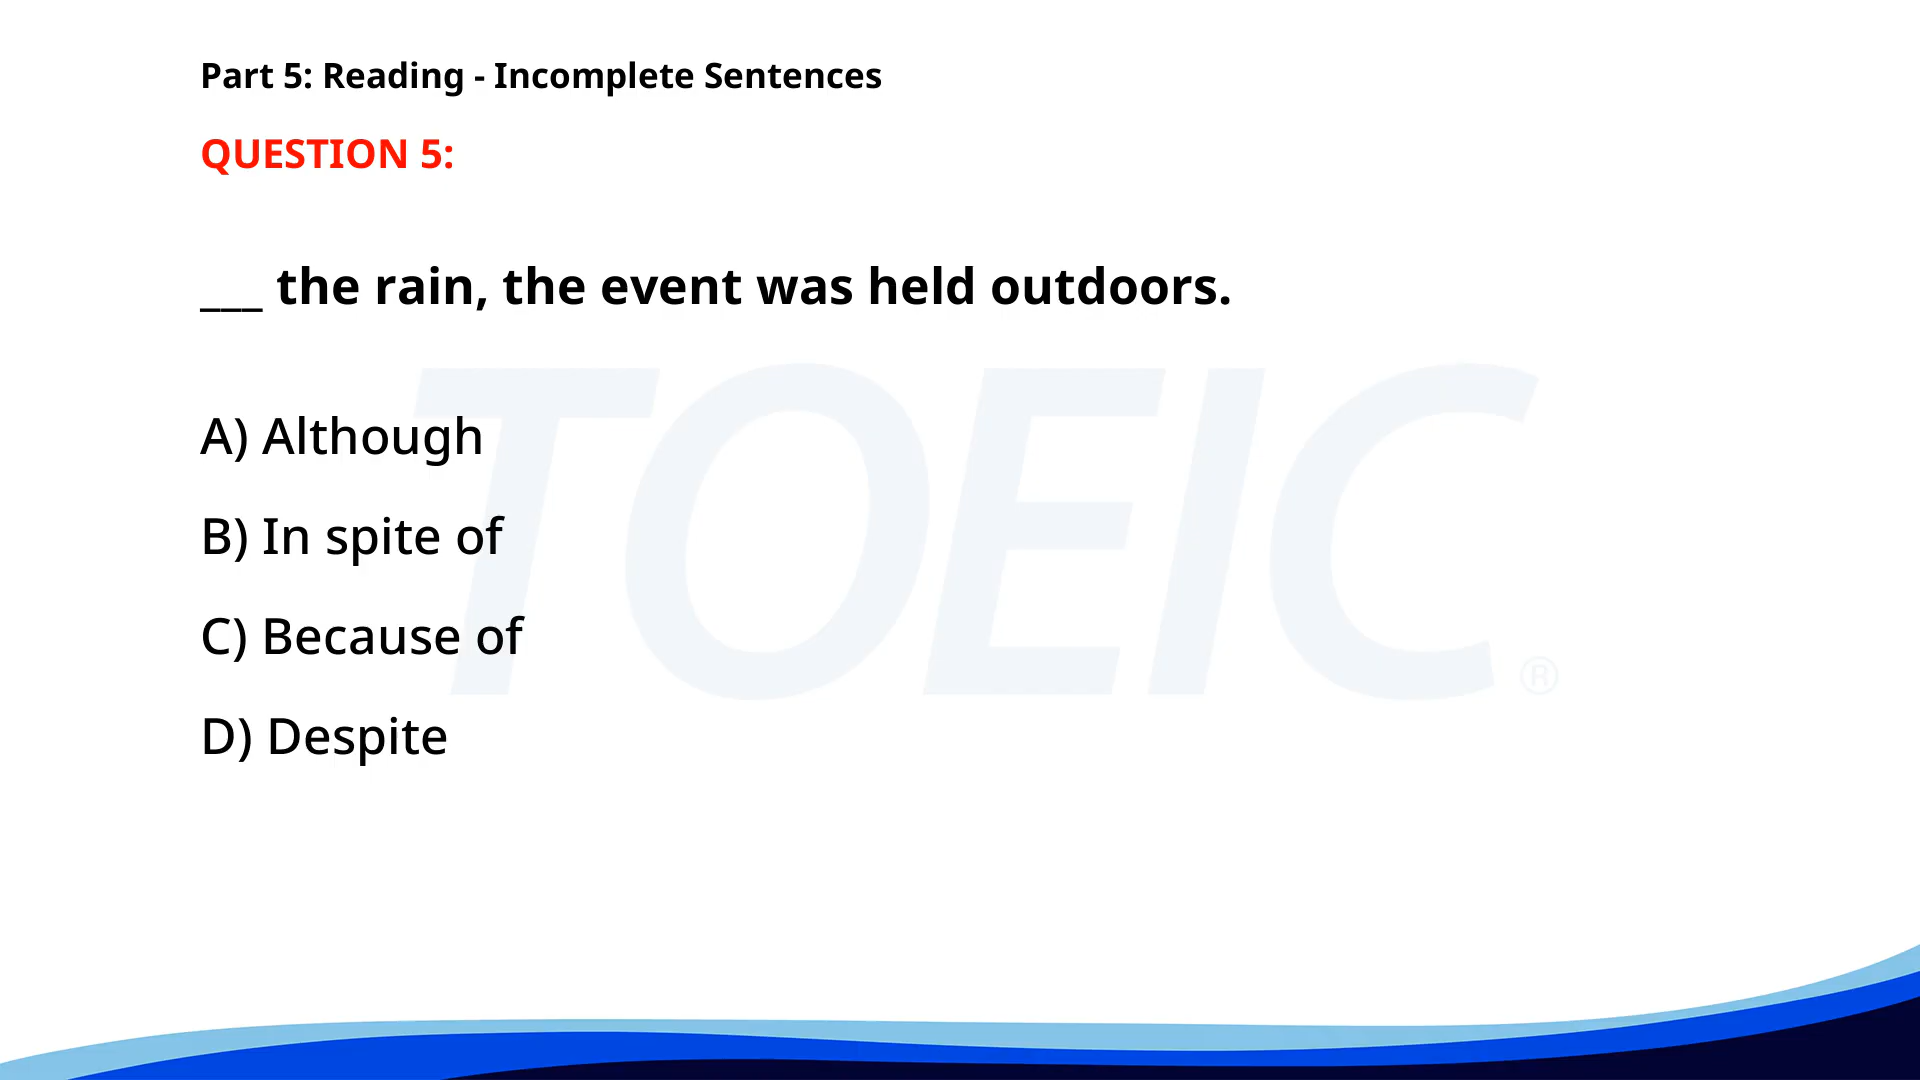 Part 5: Reading - Incomplete Sentences
QUESTION 5:
___ the rain, the event was held outdoors.
A) Although
B) In spite of
C) Because of
D) Despite
TOEIC®